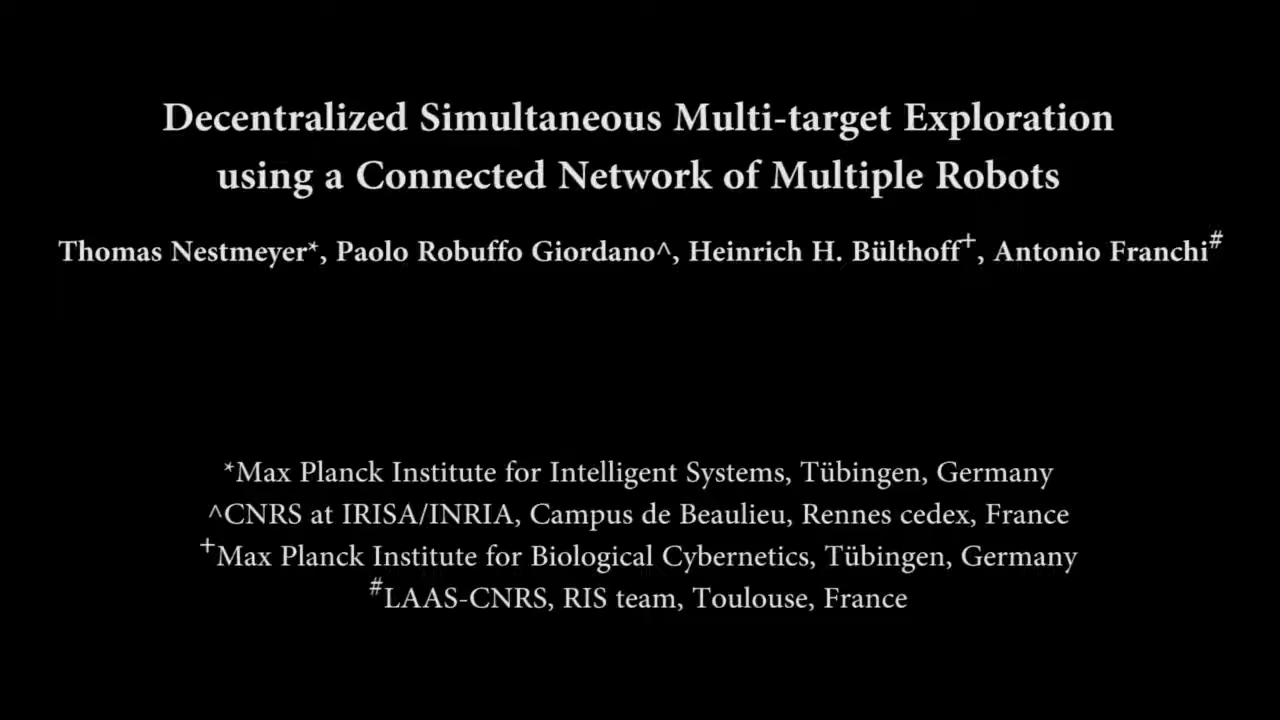 Decentralized Simultaneous Multi-target Exploration
using a Connected Network of Multiple Robots
Thomas Nestmeyer*, Paolo Robuffo Giordano^, Heinrich H. Bülthoff+, Antonio Franchi#
*Max Planck Institute for Intelligent Systems, Tübingen, Germany
^CNRS at IRISA/INRIA, Campus de Beaulieu, Rennes cedex, France
+Max Planck Institute for Biological Cybernetics, Tübingen, Germany
#LAAS-CNRS, RIS team, Toulouse, France